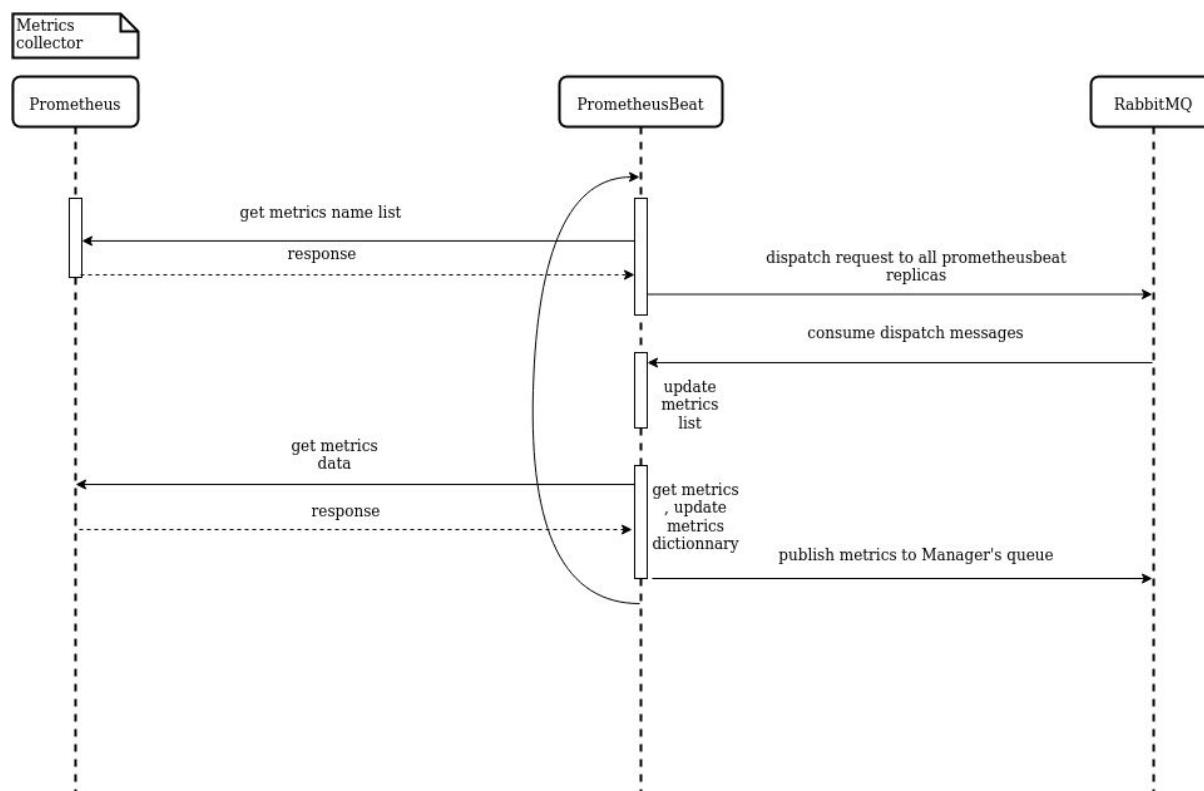 Metrics
collector
Prometheus
PrometheusBeat
RabbitMQ
get metrics name list
response
dispatch request to all prometheusbeat
replicas
consume dispatch messages
update
metrics
list
get metrics
data
get metrics
, update
metrics
dictionnary
response
publish metrics to Manager's queue